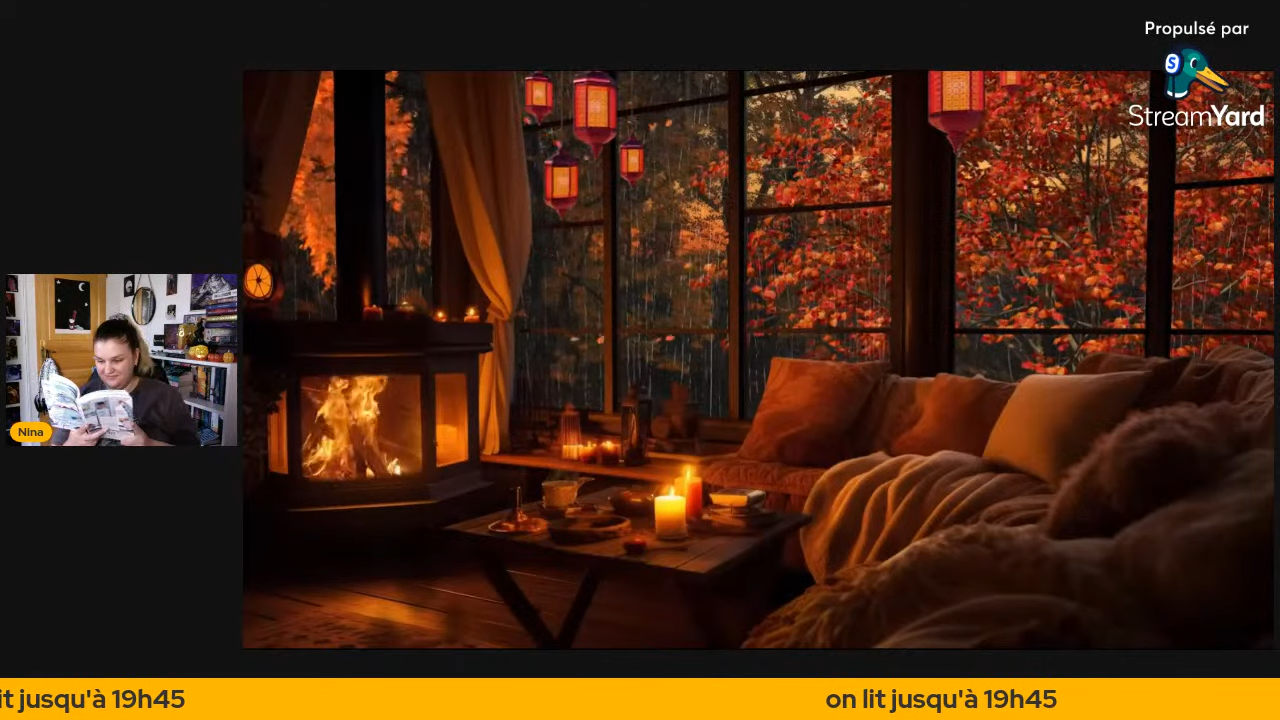 Propulsé par
S
StreamYard
Nina
it jusqu'à 19h45
on lit jusqu'à 19h45